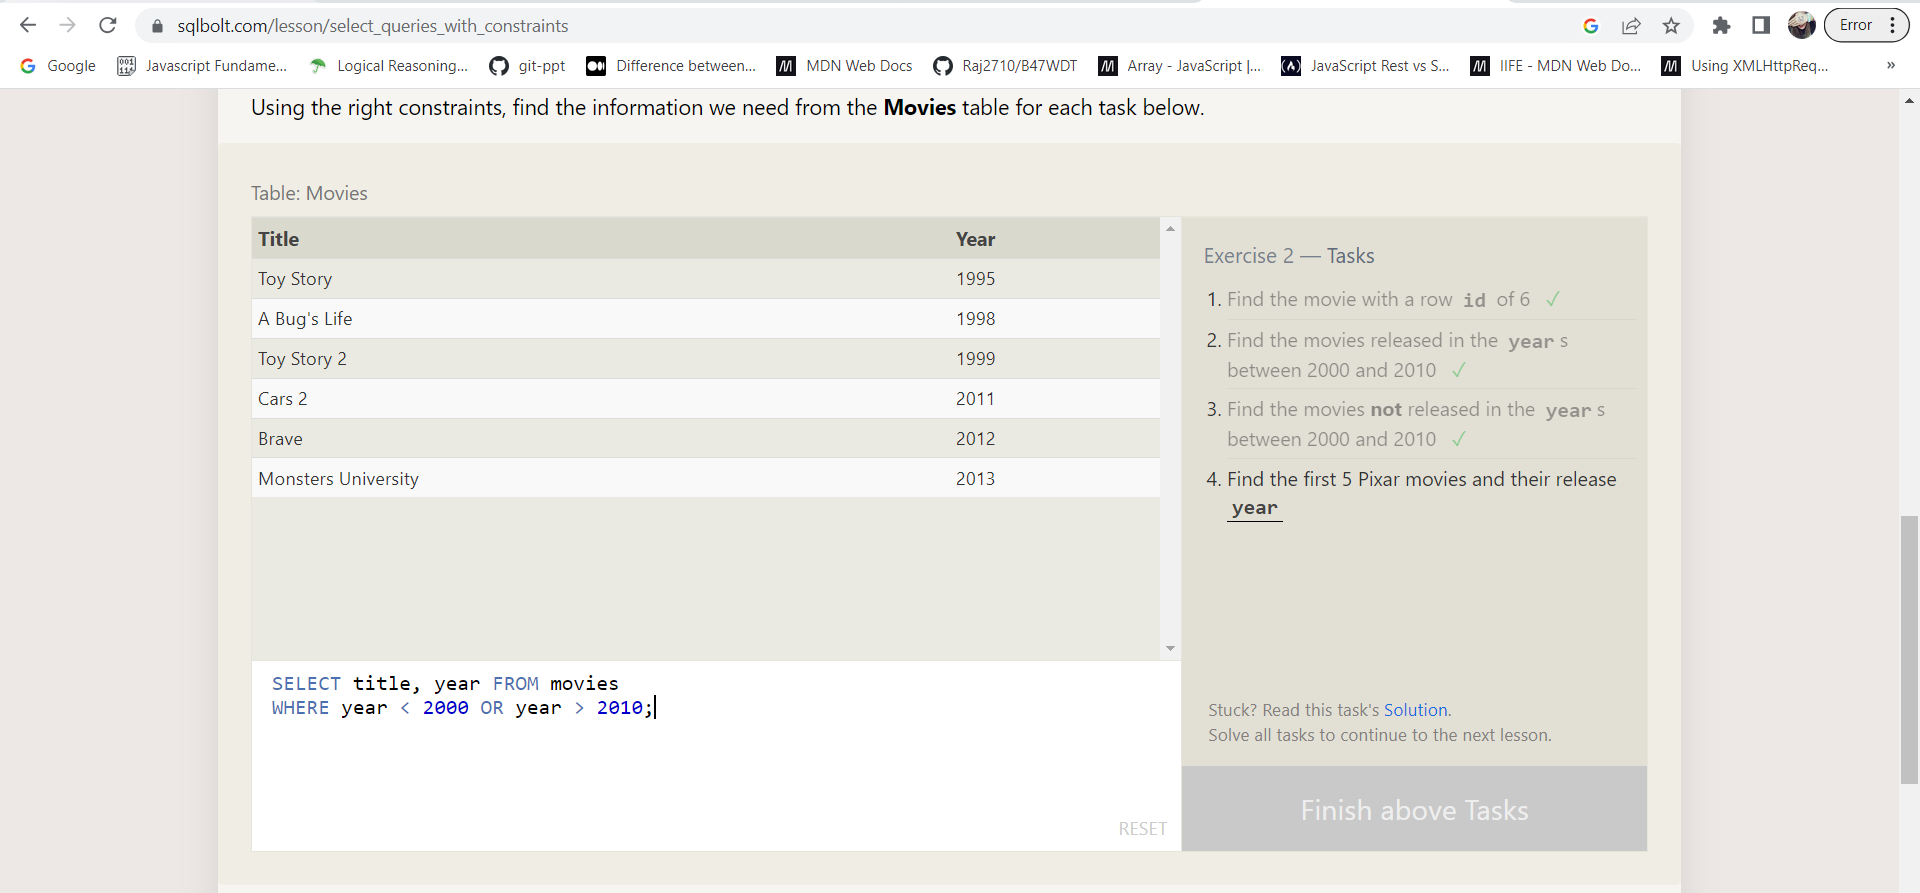 sqlbolt.com/lesson/select_queries_with_constraints
Error
Google
Javascript Fundame...
Logical Reasoning...
git-ppt
Difference between...
MDN Web Docs
Raj2710/B47WDT
Array - JavaScript |...
JavaScript Rest vs S...
IIFE - MDN Web Do...
Using XMLHttpReq...
»
Using the right constraints, find the information we need from the Movies table for each task below.
Table: Movies
Title Year
Toy Story 1995
A Bug's Life 1998
Toy Story 2 1999
Cars 2 2011
Brave 2012
Monsters University 2013
SELECT title, year FROM movies
WHERE year < 2000 OR year > 2010;
RESET
Exercise 2 — Tasks
1. Find the movie with a row id of 6 ✓
2. Find the movies released in the year s
between 2000 and 2010 ✓
3. Find the movies not released in the year s
between 2000 and 2010 ✓
4. Find the first 5 Pixar movies and their release
year
Stuck? Read this task's Solution.
Solve all tasks to continue to the next lesson.
Finish above Tasks